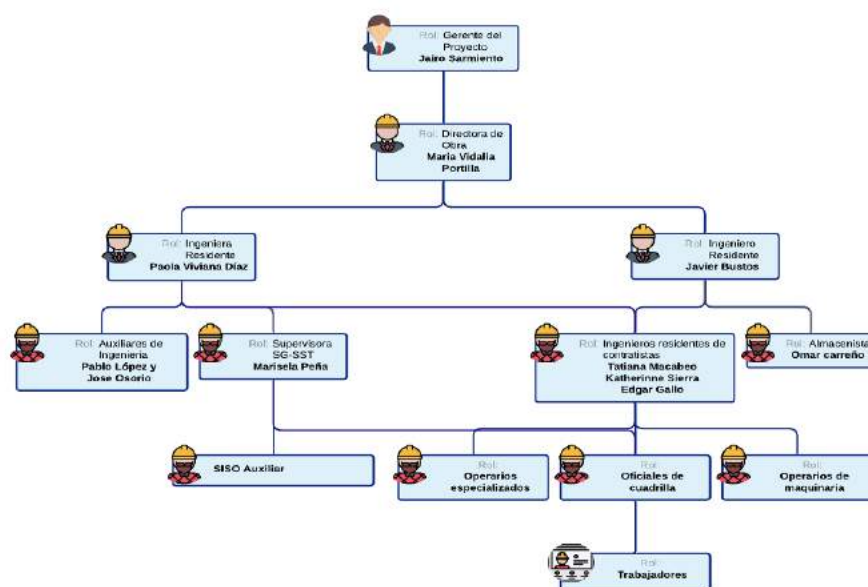 Rol: Gerente del
Proyecto
Jairo Sarmiento
Rol: Directora de
Obra
Maria Vidalia
Portilla
Rol: Ingeniera
Residente
Paola Viviana Díaz
Rol: Ingeniero
Residente
Javier Bustos
Rol: Auxiliares de
Ingenieria
Pablo López y
Jose Osorio
Rol: Supervisora
SG-SST
Marisela Peña
Rol: Ingenieros residentes
de contratistas
Tatiana Macabeo
Katherinne Sierra
Edgar Gallo
Rol: Almacenista
Omar carreño
SISO Auxiliar
Rol:
Operarios
especializados
Rol:
Oficiales de
cuadrilla
Rol:
Operarios de
maquinaria
Rol:
Trabajadores